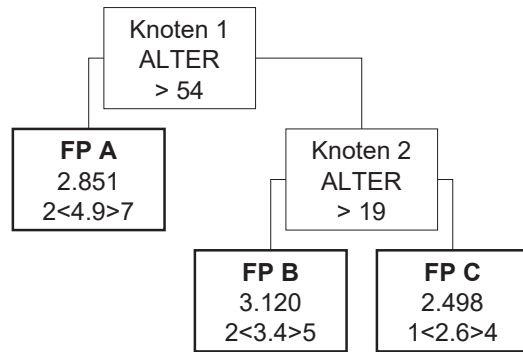 Knoten 1
ALTER
> 54
FP A
2.851
2<4.9>7
Knoten 2
ALTER
> 19
FP B
3.120
2<3.4>5
FP C
2.498
1<2.6>4